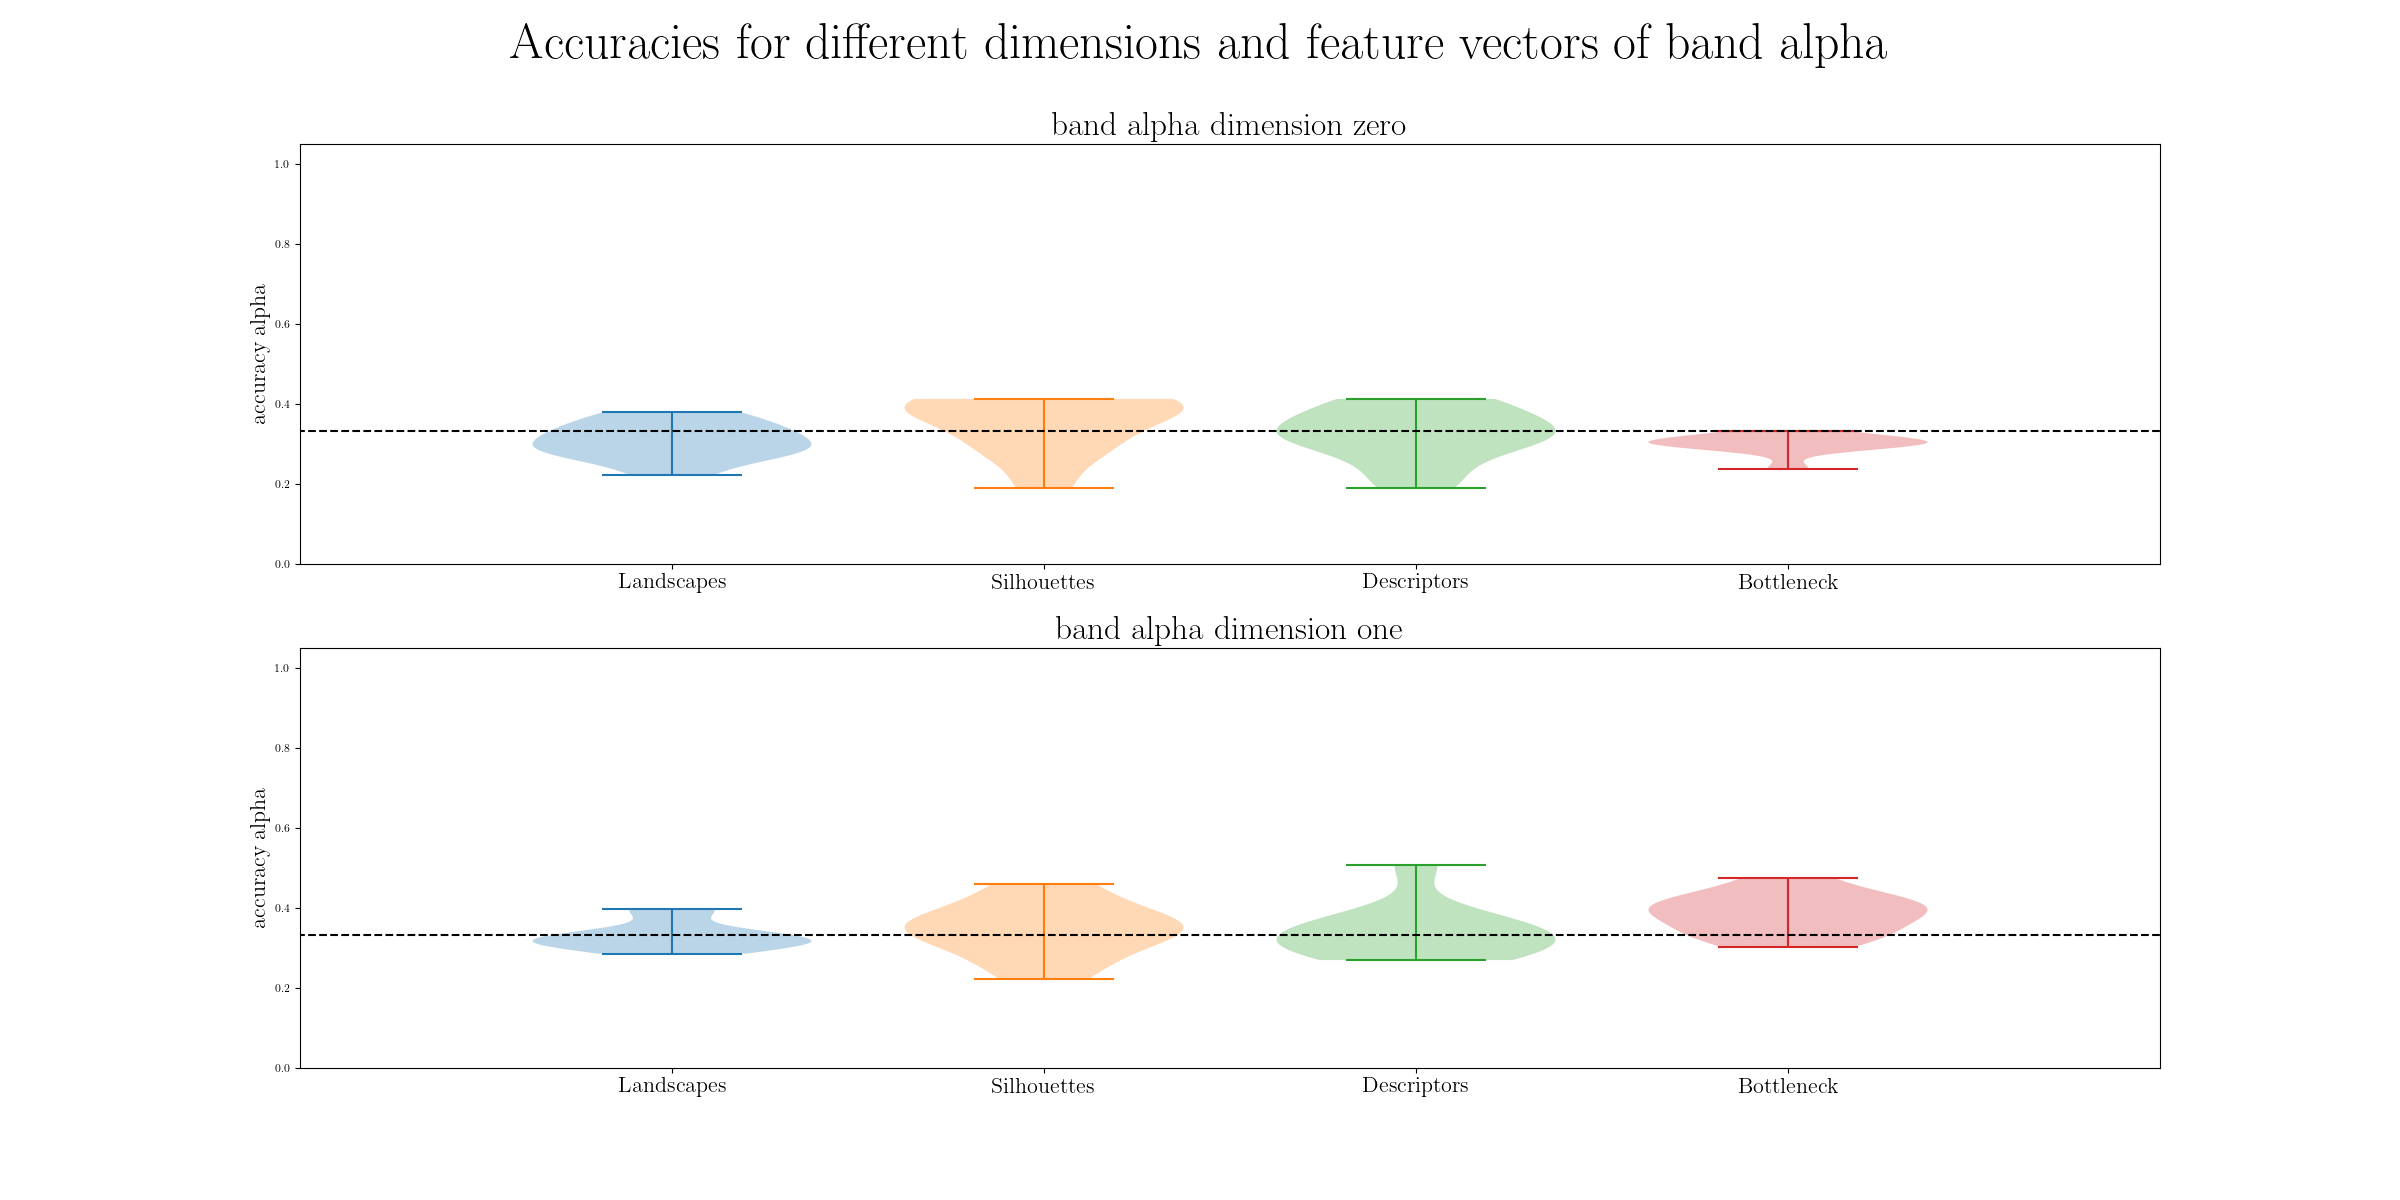 Accuracies for different dimensions and feature vectors of band alpha
band alpha dimension zero
1.0
0.8
0.6
0.4
0.2
0.0
accuracy alpha
Landscapes Silhouettes Descriptors Bottleneck
band alpha dimension one
1.0
0.8
0.6
0.4
0.2
0.0
accuracy alpha
Landscapes Silhouettes Descriptors Bottleneck